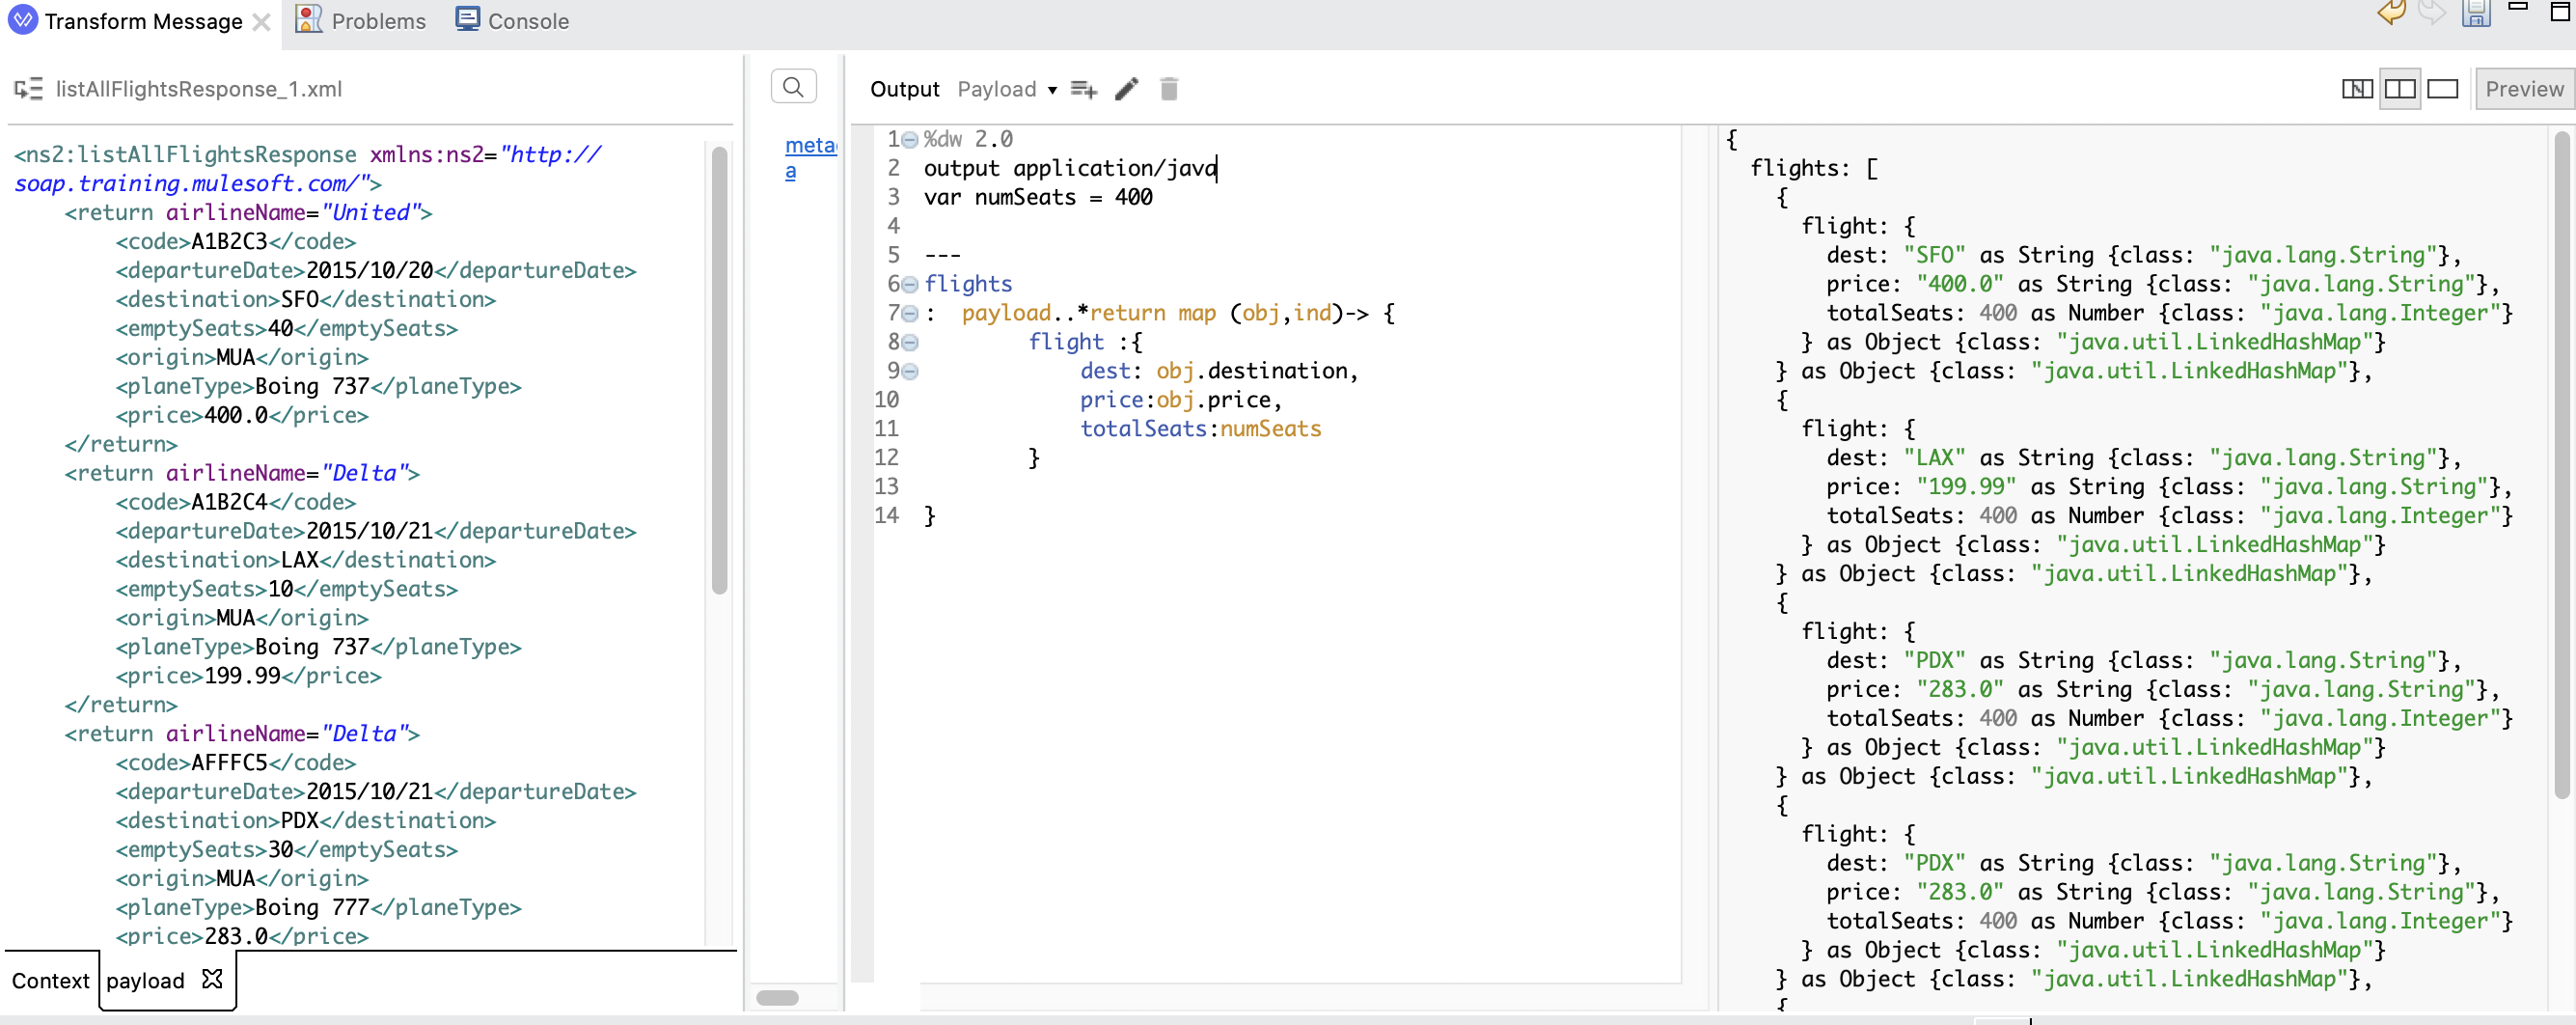 Transform Message
Problems
Console
listAllFlightsResponse_1.xml
<ns2:listAllFlightsResponse xmlns:ns2="http://
soap.training.mulesoft.com/">
<return airlineName="United">
<code>A1B2C3</code>
<departureDate>2015/10/20</departureDate>
<destination>SFO</destination>
<emptySeats>40</emptySeats>
<origin>MUA</origin>
<planeType>Boing 737</planeType>
<price>400.0</price>
</return>
<return airlineName="Delta">
<code>A1B2C4</code>
<departureDate>2015/10/21</departureDate>
<destination>LAX</destination>
<emptySeats>10</emptySeats>
<origin>MUA</origin>
<planeType>Boing 737</planeType>
<price>199.99</price>
</return>
<return airlineName="Delta">
<code>AFFFC5</code>
<departureDate>2015/10/21</departureDate>
<destination>PDX</destination>
<emptySeats>30</emptySeats>
<origin>MUA</origin>
<planeType>Boing 777</planeType>
<price>283.0</price>
Context
payload
a
Output Payload
1 %dw 2.0
2 output application/java
3 var numSeats = 400
4
5 ---
6 flights
7 : payload..*return map (obj,ind)-> {
8 flight :{
9 dest: obj.destination,
10 price:obj.price,
11 totalSeats:numSeats
12 }
13
14 }
Preview
{
flights: [
{
flight: {
dest: "SFO" as String {class: "java.lang.String"},
price: "400.0" as String {class: "java.lang.String"},
totalSeats: 400 as Number {class: "java.lang.Integer"}
} as Object {class: "java.util.LinkedHashMap"}
} as Object {class: "java.util.LinkedHashMap"},
{
flight: {
dest: "LAX" as String {class: "java.lang.String"},
price: "199.99" as String {class: "java.lang.String"},
totalSeats: 400 as Number {class: "java.lang.Integer"}
} as Object {class: "java.util.LinkedHashMap"}
} as Object {class: "java.util.LinkedHashMap"},
{
flight: {
dest: "PDX" as String {class: "java.lang.String"},
price: "283.0" as String {class: "java.lang.String"},
totalSeats: 400 as Number {class: "java.lang.Integer"}
} as Object {class: "java.util.LinkedHashMap"}
} as Object {class: "java.util.LinkedHashMap"},
{
flight: {
dest: "PDX" as String {class: "java.lang.String"},
price: "283.0" as String {class: "java.lang.String"},
totalSeats: 400 as Number {class: "java.lang.Integer"}
} as Object {class: "java.util.LinkedHashMap"}
} as Object {class: "java.util.LinkedHashMap"},
{